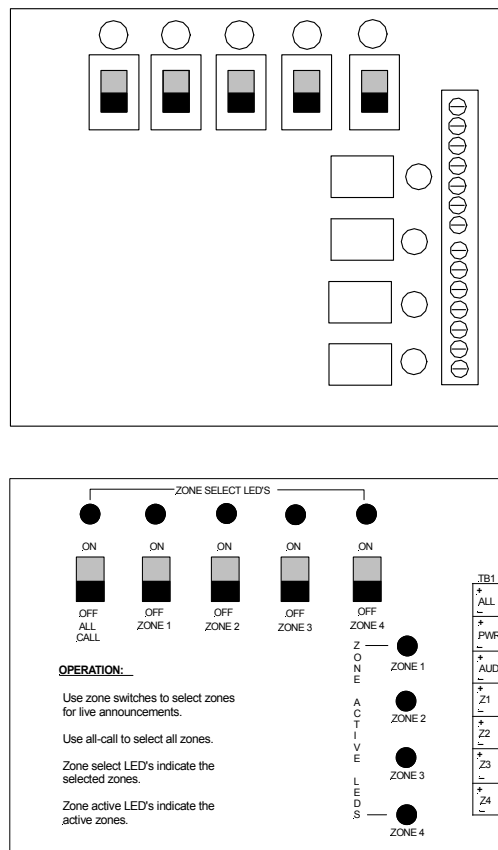 ZONE SELECT LED'S
ON ON ON ON ON
OFF OFF OFF OFF OFF
ALL CALL ZONE 1 ZONE 2 ZONE 3 ZONE 4
OPERATION:
Use zone switches to select zones
for live announcements.
Use all-call to select all zones.
Zone select LED's indicate the
selected zones.
Zone active LED's indicate the
active zones.
ZONE ACTIVE LEDS
ZONE 1
ZONE 2
ZONE 3
ZONE 4
TB1
+
ALL
-
+
PWR
-
+
AUD
-
+
Z1
-
+
Z2
-
+
Z3
-
+
Z4
-